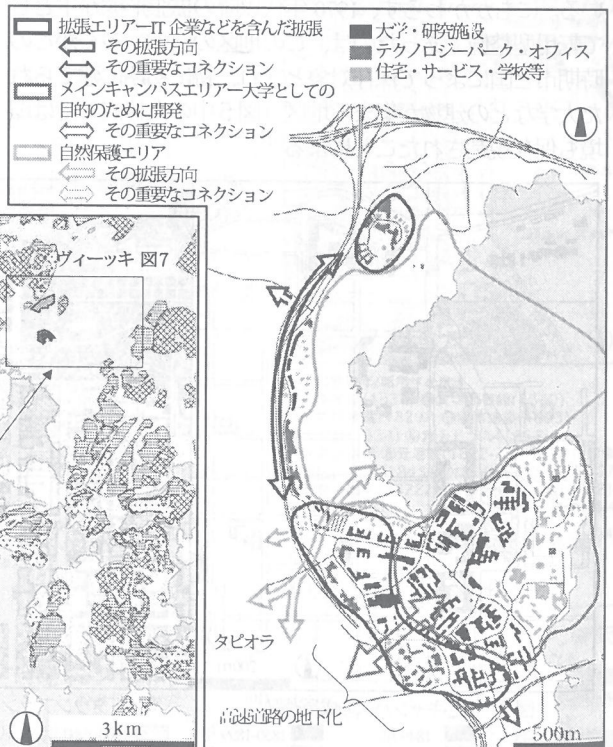 拡張エリアーIT 企業などを含んだ拡張
その拡張方向
その重要なコネクション
メインキャンパスエリアー大学としての
目的のために開発
その重要なコネクション
自然保護エリア
その拡張方向
その重要なコネクション
大学・研究施設
テクノロジーパーク・オフィス
住宅・サービス・学校等
ヴィーッキ 図7
タピオラ
高速道路の地下化
3km
500m